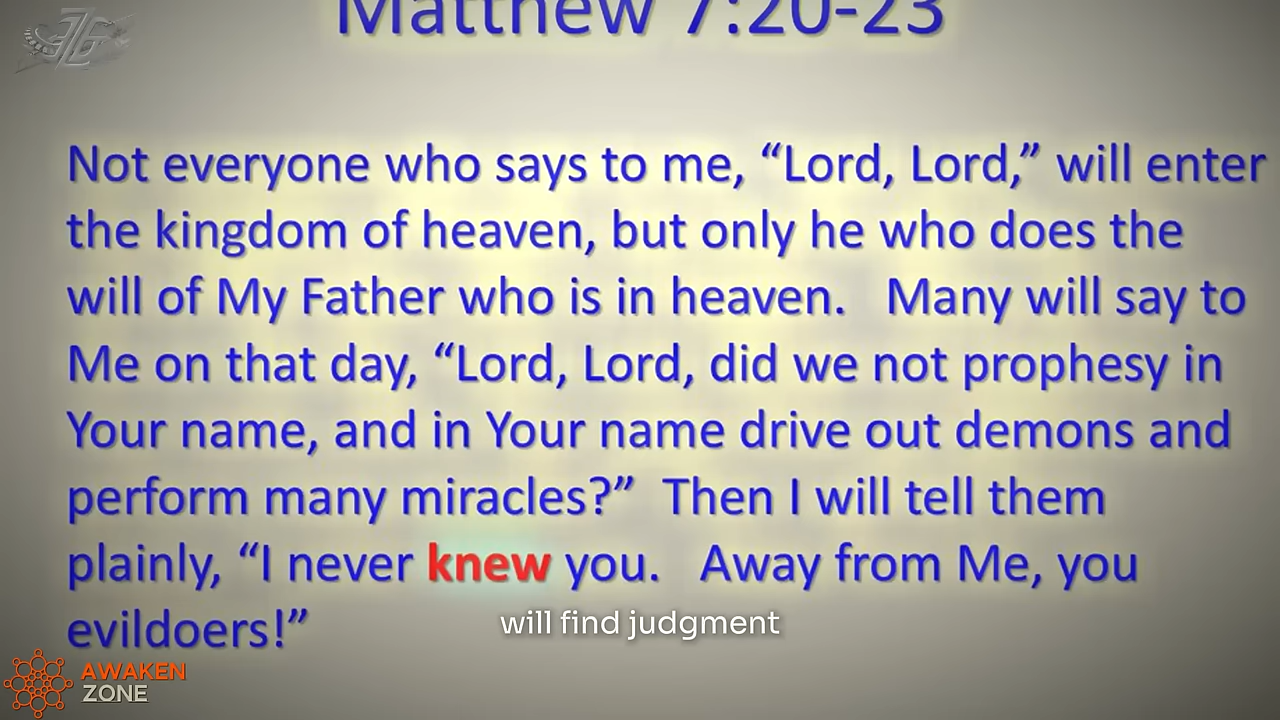 Matthew 7:20-23
Not everyone who says to me, “Lord, Lord,” will enter
the kingdom of heaven, but only he who does the
will of My Father who is in heaven. Many will say to
Me on that day, “Lord, Lord, did we not prophesy in
Your name, and in Your name drive out demons and
perform many miracles?” Then I will tell them
plainly, “I never knew you. Away from Me, you
evildoers!”
will find judgment
AWAKEN
ZONE